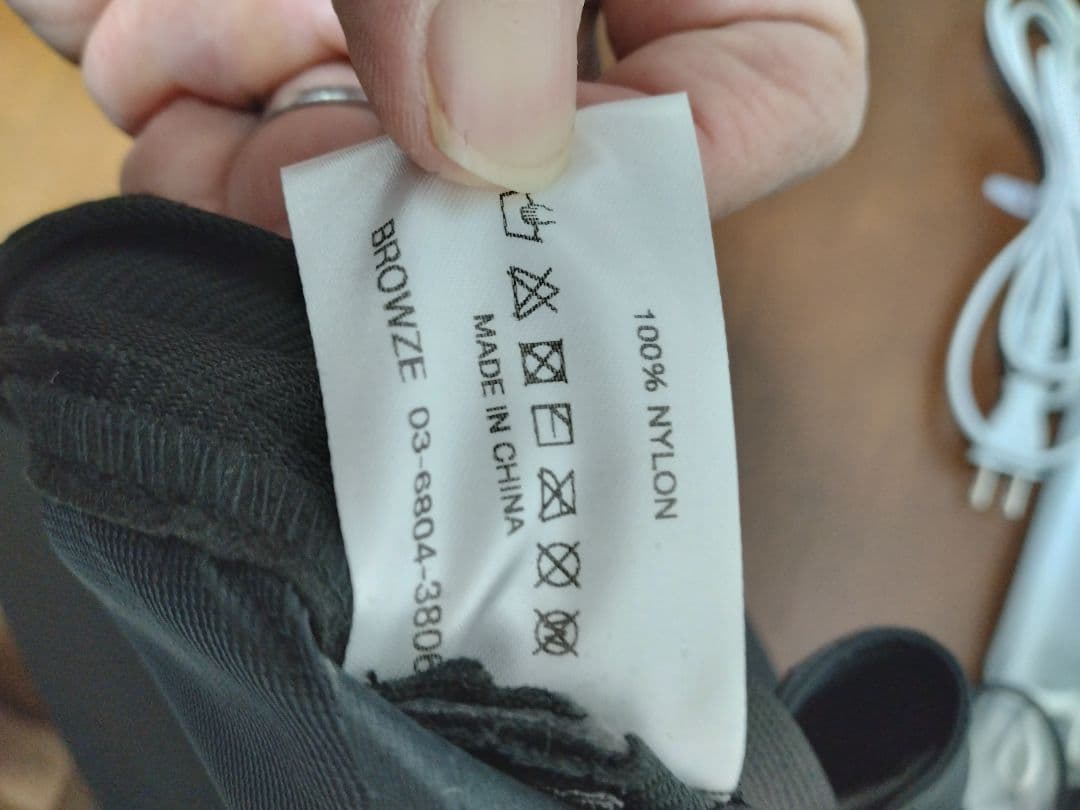 100% NYLON
MADE IN CHINA
BROWZE 03-6804-3806